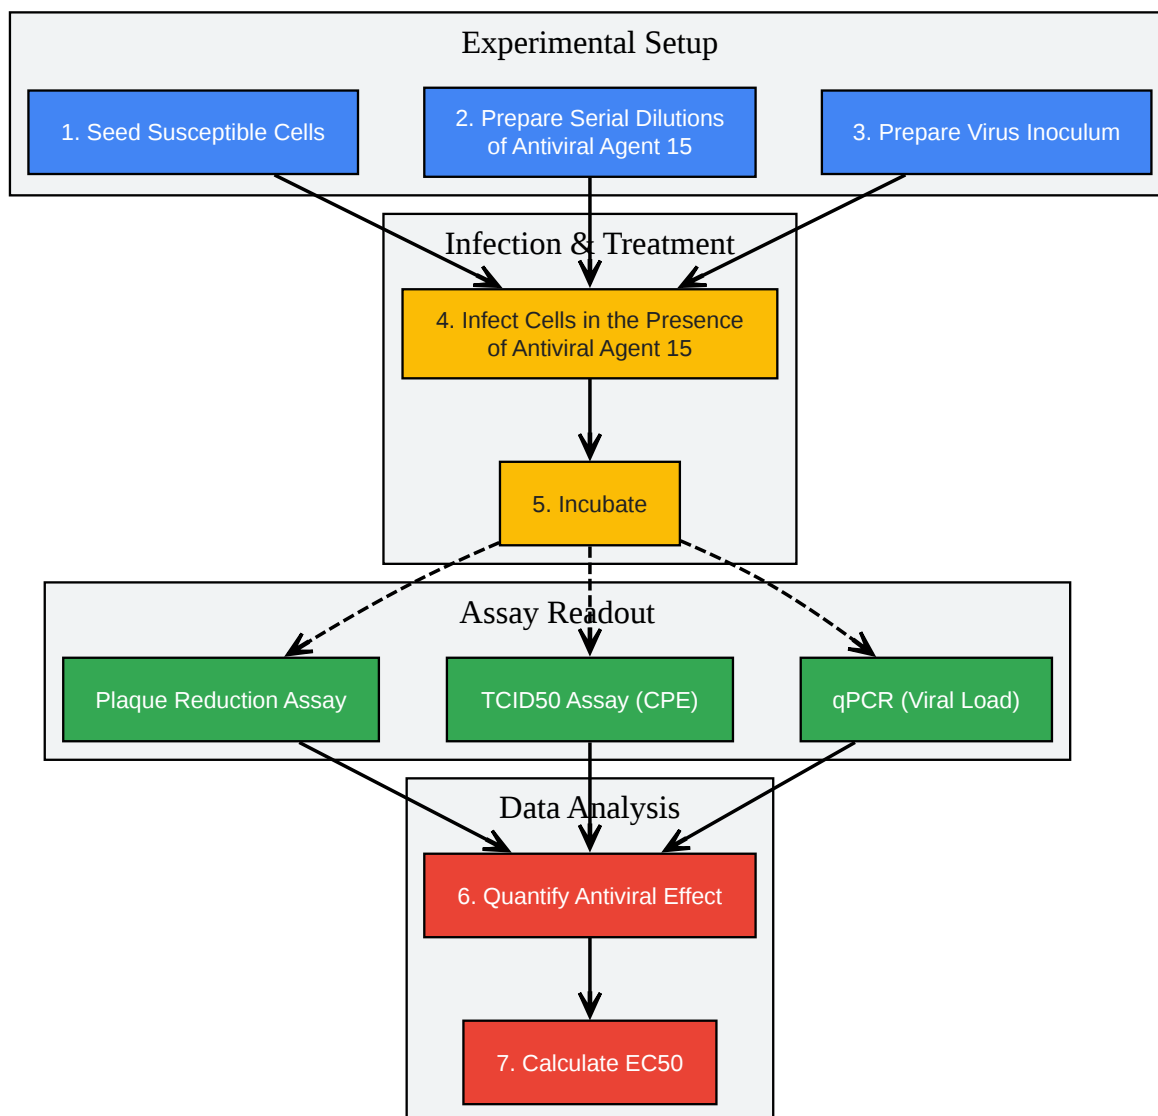 Experimental Setup
1. Seed Susceptible Cells
2. Prepare Serial Dilutions
of Antiviral Agent 15
3. Prepare Virus Inoculum
Infection & Treatment
4. Infect Cells in the Presence
of Antiviral Agent 15
5. Incubate
Assay Readout
Plaque Reduction Assay
TCID50 Assay (CPE)
qPCR (Viral Load)
Data Analysis
6. Quantify Antiviral Effect
7. Calculate EC50